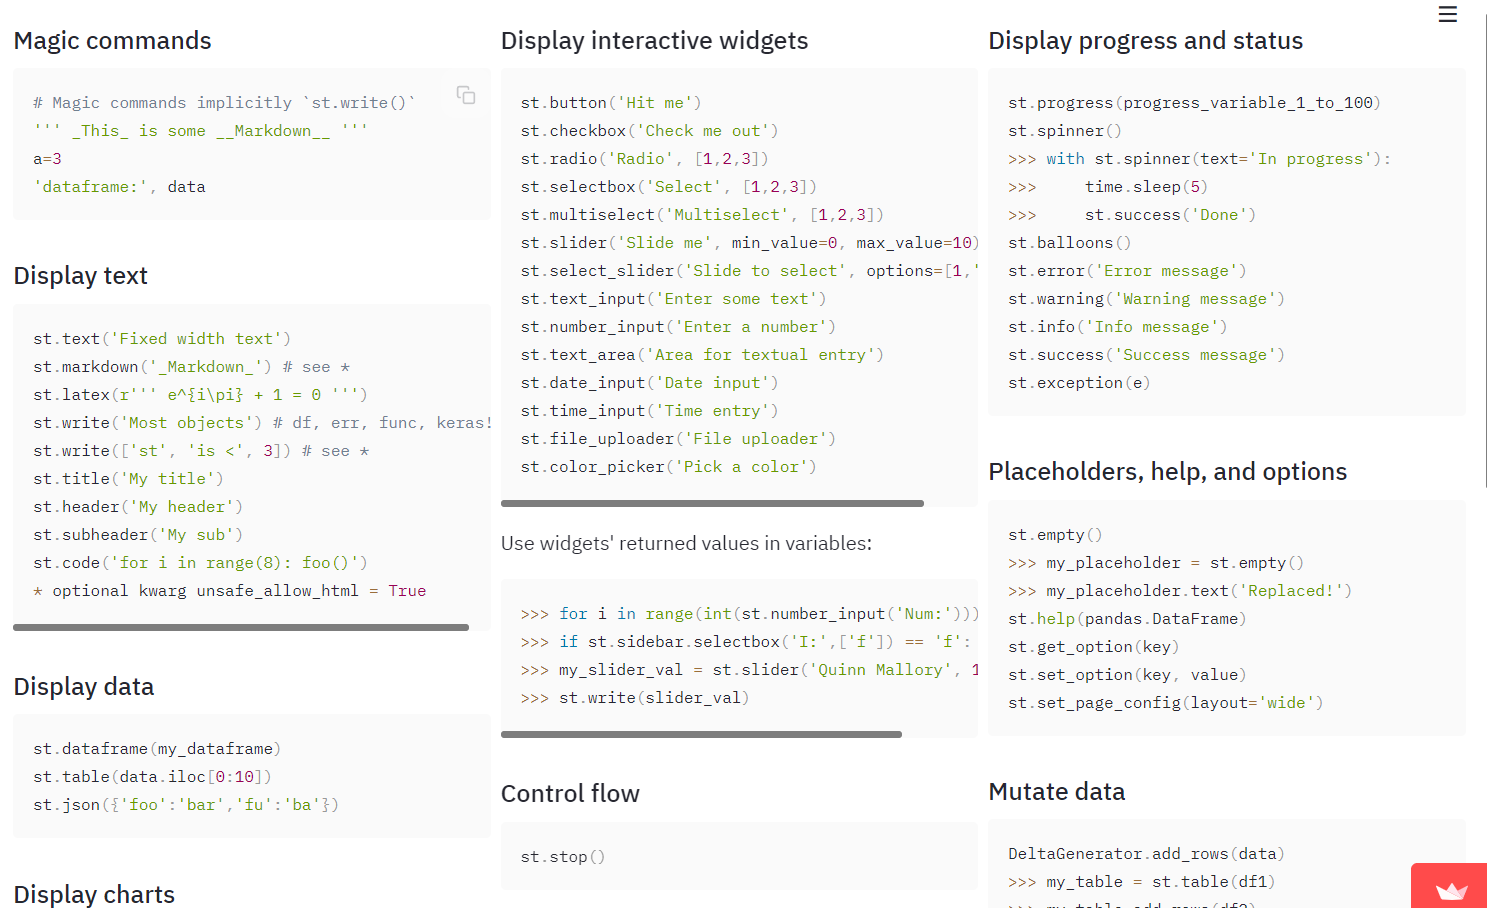 Magic commands
# Magic commands implicitly `st.write()`
''' _This_ is some __Markdown__ '''
a=3
'dataframe:', data
Display text
st.text('Fixed width text')
st.markdown('_Markdown_') # see *
st.latex(r''' e^{i\pi} + 1 = 0 ''')
st.write('Most objects') # df, err, func, keras!
st.write(['st', 'is <', 3]) # see *
st.title('My title')
st.header('My header')
st.subheader('My sub')
st.code('for i in range(8): foo()')
* optional kwarg unsafe_allow_html = True
Display data
st.dataframe(my_dataframe)
st.table(data.iloc[0:10])
st.json({'foo':'bar','fu':'ba'})
Display charts
Display interactive widgets
st.button('Hit me')
st.checkbox('Check me out')
st.radio('Radio', [1,2,3])
st.selectbox('Select', [1,2,3])
st.multiselect('Multiselect', [1,2,3])
st.slider('Slide me', min_value=0, max_value=10)
st.select_slider('Slide to select', options=[1,'
st.text_input('Enter some text')
st.number_input('Enter a number')
st.text_area('Area for textual entry')
st.date_input('Date input')
st.time_input('Time entry')
st.file_uploader('File uploader')
st.color_picker('Pick a color')
Use widgets' returned values in variables:
>>> for i in range(int(st.number_input('Num:')))
>>> if st.sidebar.selectbox('I:',['f']) == 'f':
>>> my_slider_val = st.slider('Quinn Mallory', 1
>>> st.write(slider_val)
Control flow
st.stop()
Display progress and status
st.progress(progress_variable_1_to_100)
st.spinner()
>>> with st.spinner(text='In progress'):
>>>     time.sleep(5)
>>>     st.success('Done')
st.balloons()
st.error('Error message')
st.warning('Warning message')
st.info('Info message')
st.success('Success message')
st.exception(e)
Placeholders, help, and options
st.empty()
>>> my_placeholder = st.empty()
>>> my_placeholder.text('Replaced!')
st.help(pandas.DataFrame)
st.get_option(key)
st.set_option(key, value)
st.set_page_config(layout='wide')
Mutate data
DeltaGenerator.add_rows(data)
>>> my_table = st.table(df1)